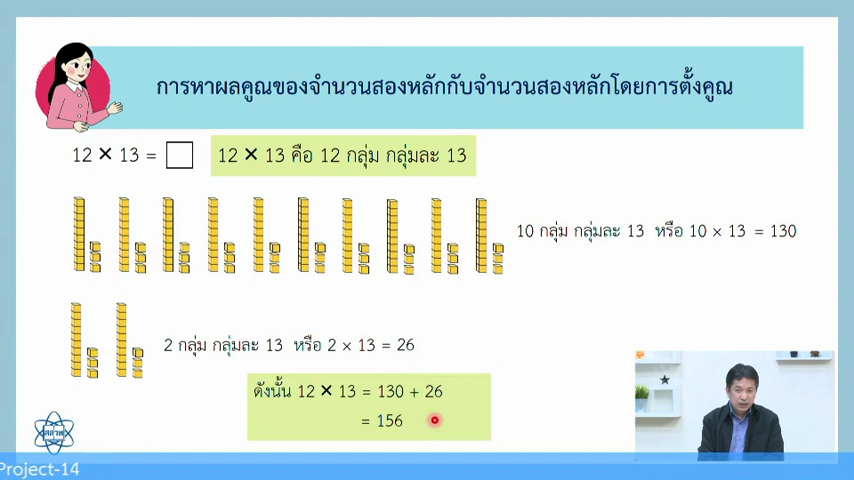 การหาผลคูณของจำนวนสองหลักกับจำนวนสองหลักโดยการตั้งคูณ
12 × 13 =
12 × 13 คือ 12 กลุ่ม กลุ่มละ 13
10 กลุ่ม กลุ่มละ 13 หรือ 10 × 13 = 130
2 กลุ่ม กลุ่มละ 13 หรือ 2 × 13 = 26
ดังนั้น 12 × 13 = 130 + 26
= 156
สสวท
Project-14